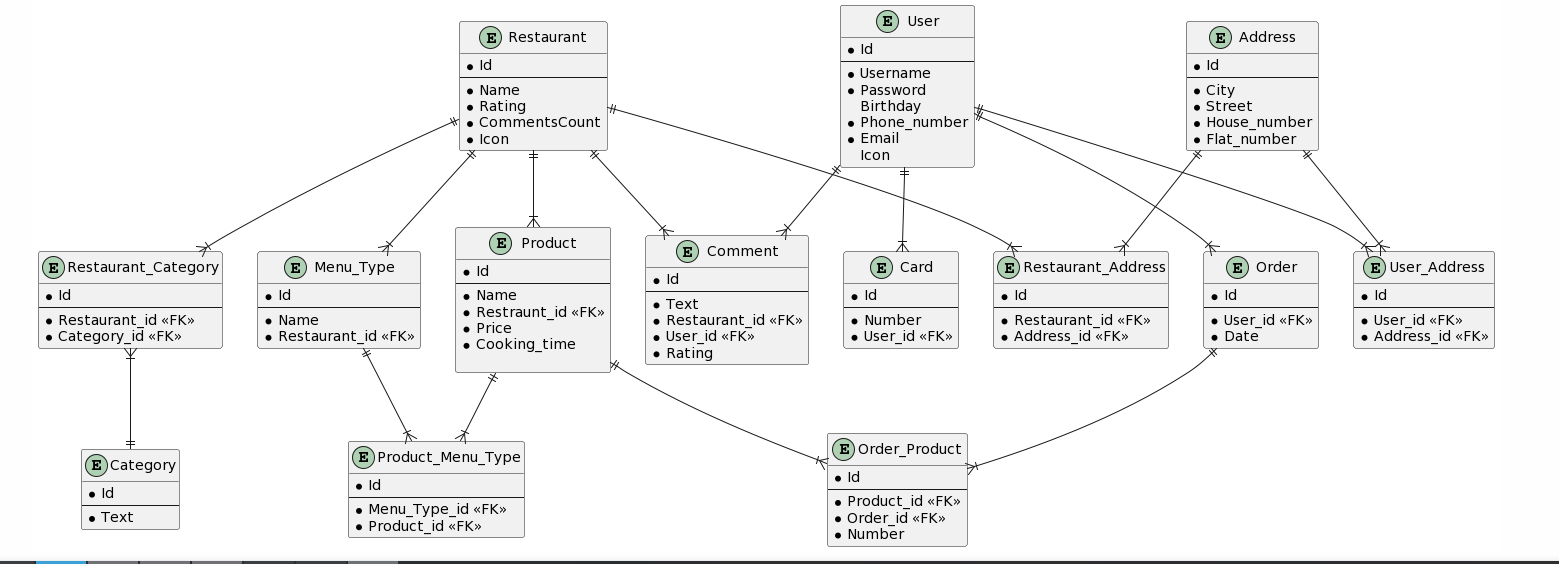 E Restaurant
Id
Name
Rating
CommentsCount
Icon
E User
Id
Username
Password
Birthday
Phone_number
Email
Icon
E Address
Id
City
Street
House_number
Flat_number
E Restaurant_Category
Id
Restaurant_id «FK»
Category_id «FK»
E Menu_Type
Id
Name
Restaurant_id «FK»
E Product
Id
Name
Restraunt_id «FK»
Price
Cooking_time
E Comment
Id
Text
Restaurant_id «FK»
User_id «FK»
Rating
E Card
Id
Number
User_id «FK»
E Restaurant_Address
Id
Restaurant_id «FK»
Address_id «FK»
E Order
Id
User_id «FK»
Date
E User_Address
Id
User_id «FK»
Address_id «FK»
E Category
Id
Text
E Product_Menu_Type
Id
Menu_Type_id «FK»
Product_id «FK»
E Order_Product
Id
Product_id «FK»
Order_id «FK»
Number